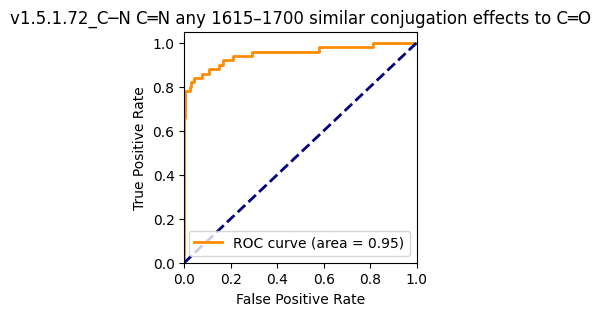 v1.5.1.72_C─N C═N any 1615–1700 similar conjugation effects to C═O
1.0
0.8
0.6
0.4
0.2
0.0
True Positive Rate
ROC curve (area = 0.95)
0.0 0.2 0.4 0.6 0.8 1.0
False Positive Rate